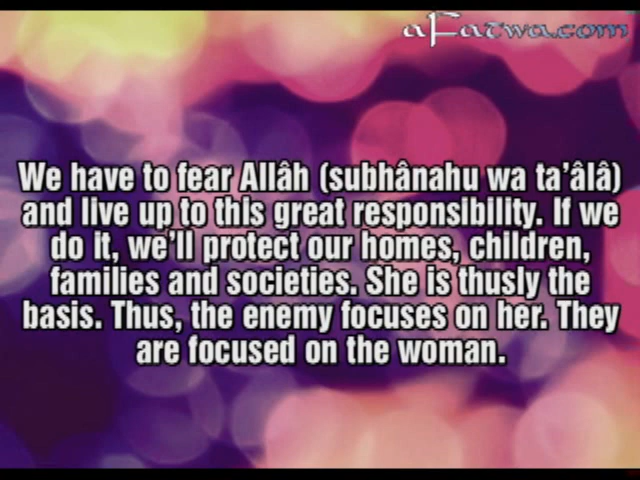 aFatwa.com
We have to fear Allâh (subhânahu wa ta'âlâ)
and live up to this great responsibility. If we
do it, we'll protect our homes, children,
families and societies. She is thusly the
basis. Thus, the enemy focuses on her. They
are focused on the woman.